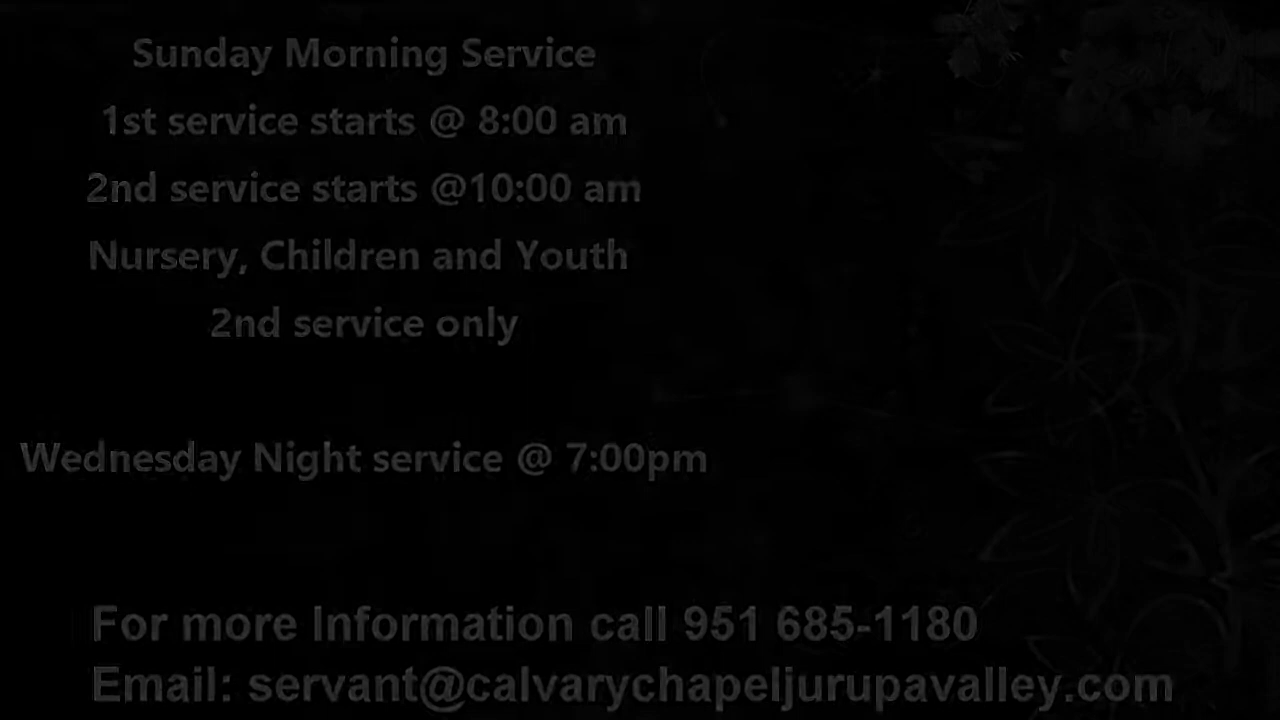 Sunday Morning Service
1st service starts @ 8:00 am
2nd service starts @10:00 am
Nursery, Children and Youth
2nd service only
Wednesday Night service @ 7:00pm
For more Information call 951 685-1180
Email: servant@calvarychapeljurupavalley.com